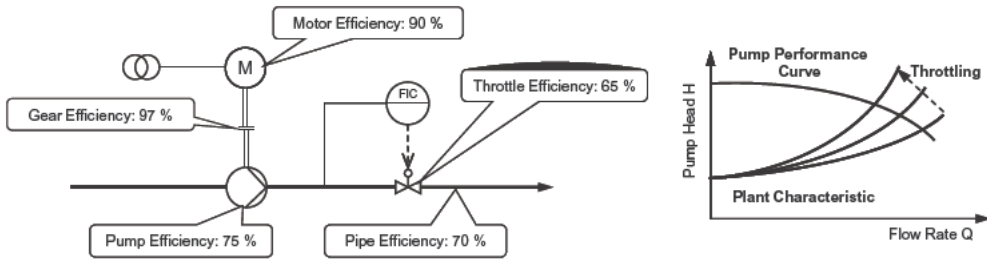 Motor Efficiency: 90 %
M
FIC
Throttle Efficiency: 65 %
Gear Efficiency: 97 %
Pump Efficiency: 75 %
Pipe Efficiency: 70 %
Pump Performance
Curve
Throttling
Pump Head H
Plant Characteristic
Flow Rate Q